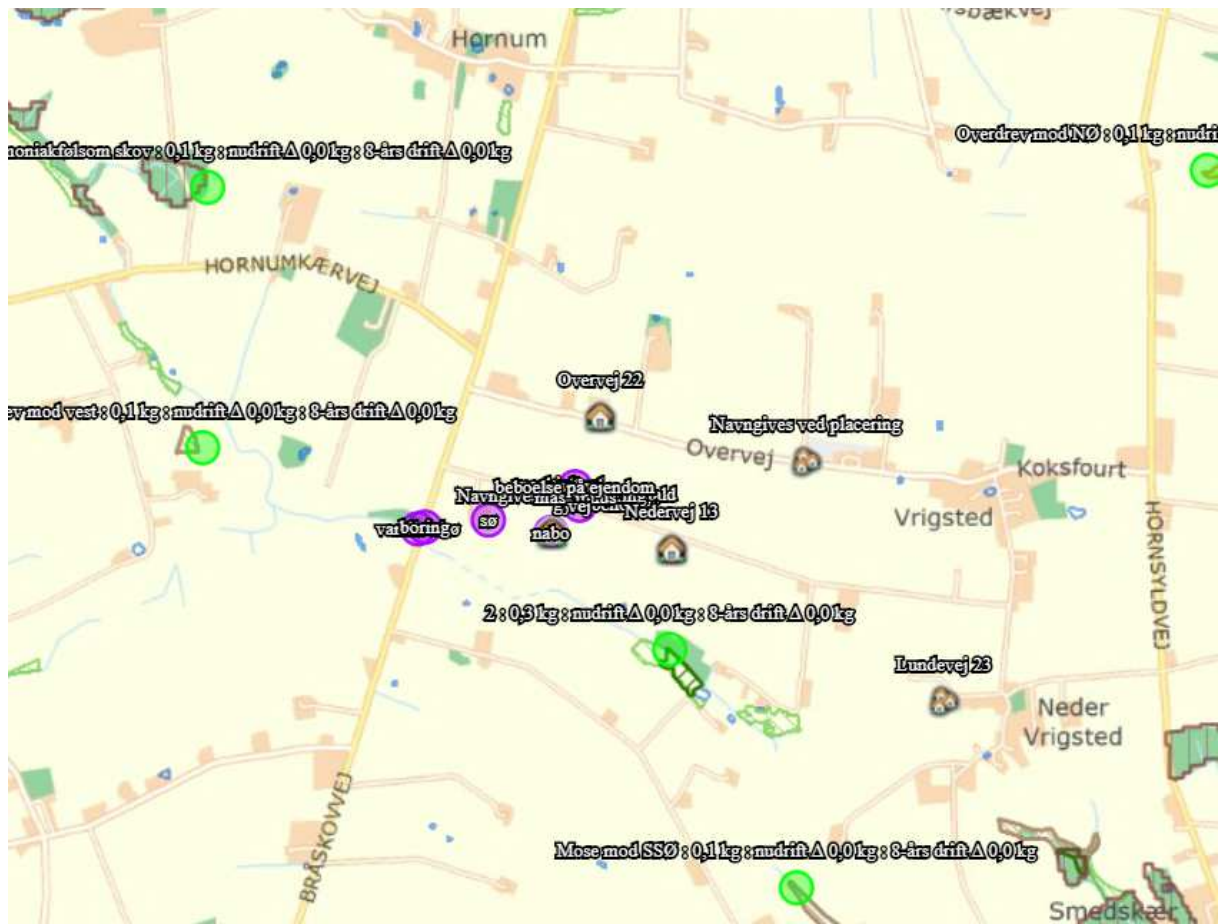 Hornum
moniakfølsom skov : 0,1 kg : nudrift Δ 0,0 kg : 8-års drift Δ 0,0 kg
Overdrev mod NØ : 0,1 kg : nudri
HORNUMKÆRVEJ
Overvej 22
ev mod vest : 0,1 kg : nudrift Δ 0,0 kg : 8-års drift Δ 0,0 kg
Navngives ved placering
Overvej
Koksfourt
beboelse på ejendom
Nedervej 13
Vrigsted
sø
boring
nabo
HORNSYLDVEJ
2 : 0,3 kg : nudrift Δ 0,0 kg : 8-års drift Δ 0,0 kg
Lundevej 23
Neder
Vrigsted
BRÅSKOVVEJ
Mose mod SSØ : 0,1 kg : nudrift Δ 0,0 kg : 8-års drift Δ 0,0 kg
Smedskær